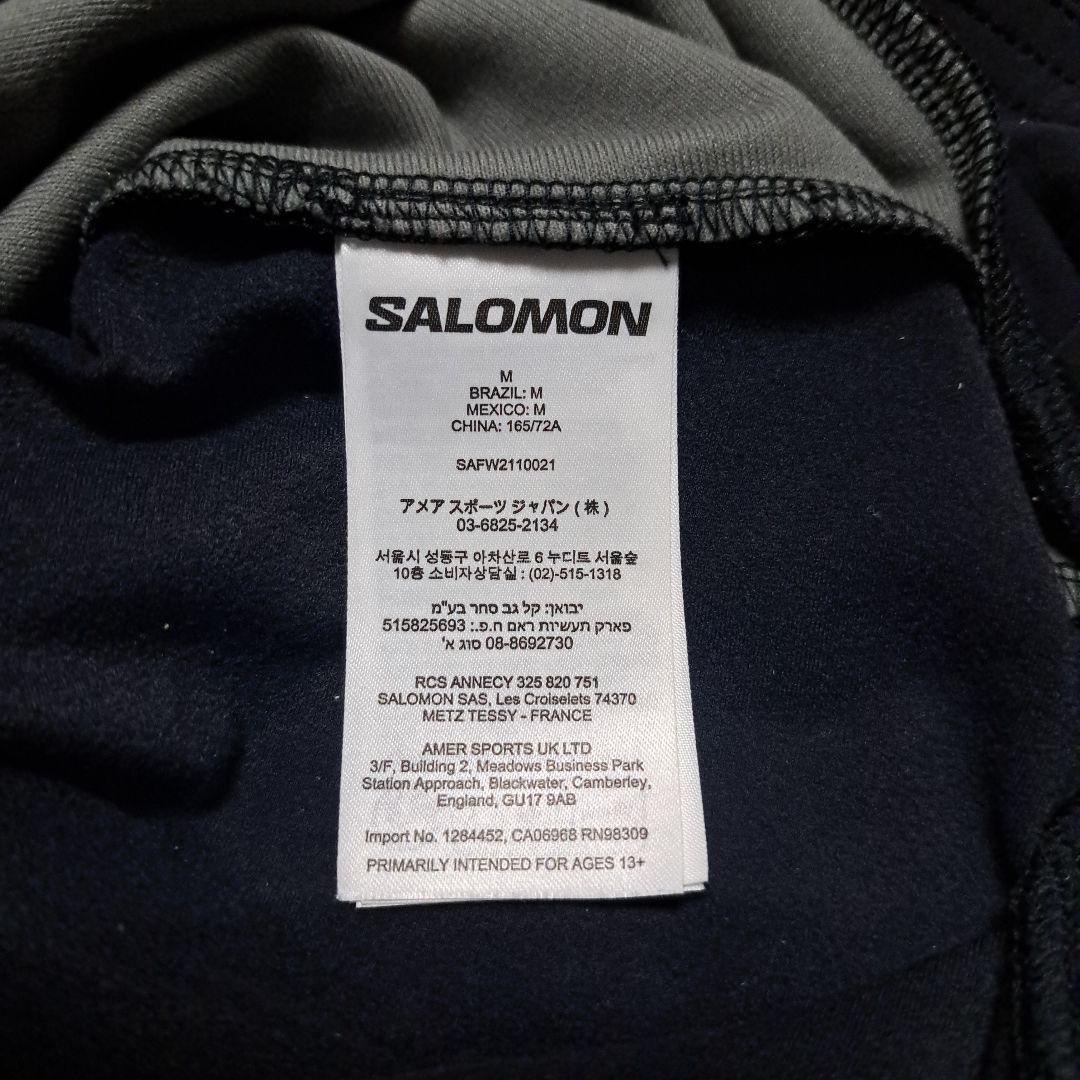 SALOMON
M
BRAZIL: M
MEXICO: M
CHINA: 165/72A
SAFW2110021
アメア スポーツ ジャパン ( 株 )
03-6825-2134
서울시 성동구 아차산로 6 누디트 서울숲
10층 소비자상담실 : (02)-515-1318
יבואן: קל גב סחר בע"מ
פארק תעשיות ראם ח.פ.: 515825693
08-8692730 סוג א'
RCS ANNECY 325 820 751
SALOMON SAS, Les Croiselets 74370
METZ TESSY - FRANCE
AMER SPORTS UK LTD
3/F, Building 2, Meadows Business Park
Station Approach, Blackwater, Camberley,
England, GU17 9AB
Import No. 1284452, CA06968 RN98309
PRIMARILY INTENDED FOR AGES 13+